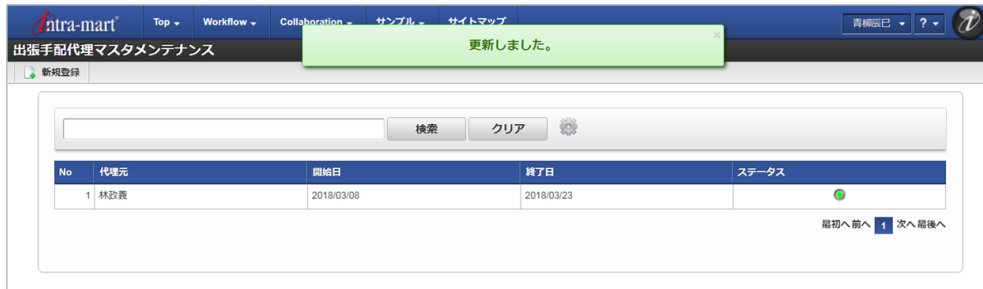 intra-mart Top Workflow Collaboration サンプル サイトマップ 青柳辰巳 ?
更新しました。 ×
出張手配代理マスタメンテナンス
新規登録
検索 クリア
No 代理元 開始日 終了日 ステータス
1 林政義 2018/03/08 2018/03/23
最初へ 前へ 1 次へ 最後へ